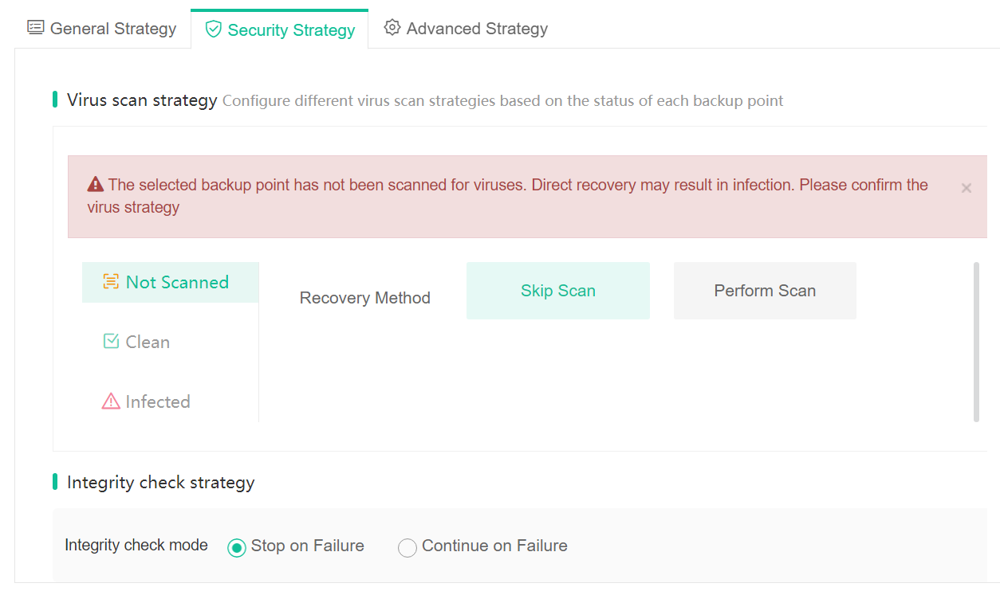 General Strategy
Security Strategy
Advanced Strategy
Virus scan strategy Configure different virus scan strategies based on the status of each backup point
The selected backup point has not been scanned for viruses. Direct recovery may result in infection. Please confirm the
virus strategy
Not Scanned
Clean
Infected
Recovery Method
Skip Scan
Perform Scan
Integrity check strategy
Integrity check mode
Stop on Failure
Continue on Failure